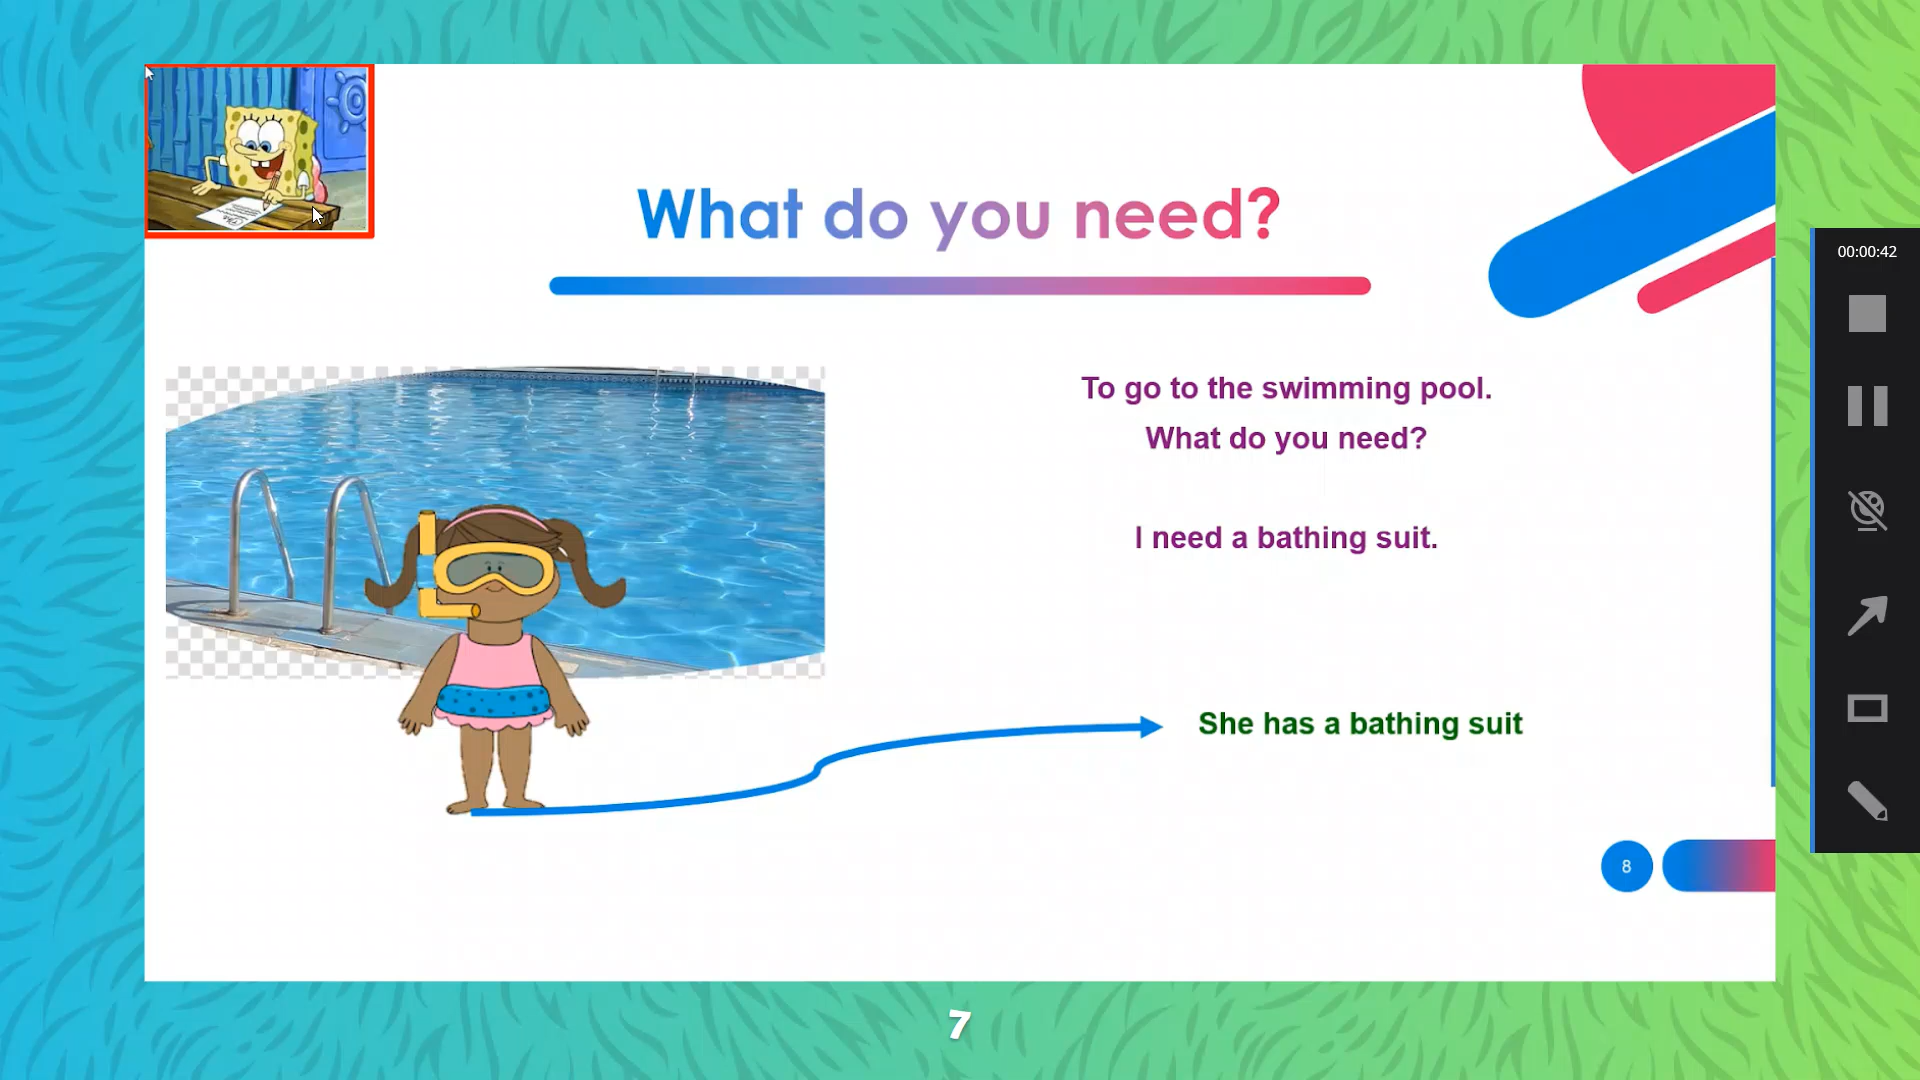 What do you need?
00:00:42
To go to the swimming pool.
What do you need?
I need a bathing suit.
She has a bathing suit
8
7